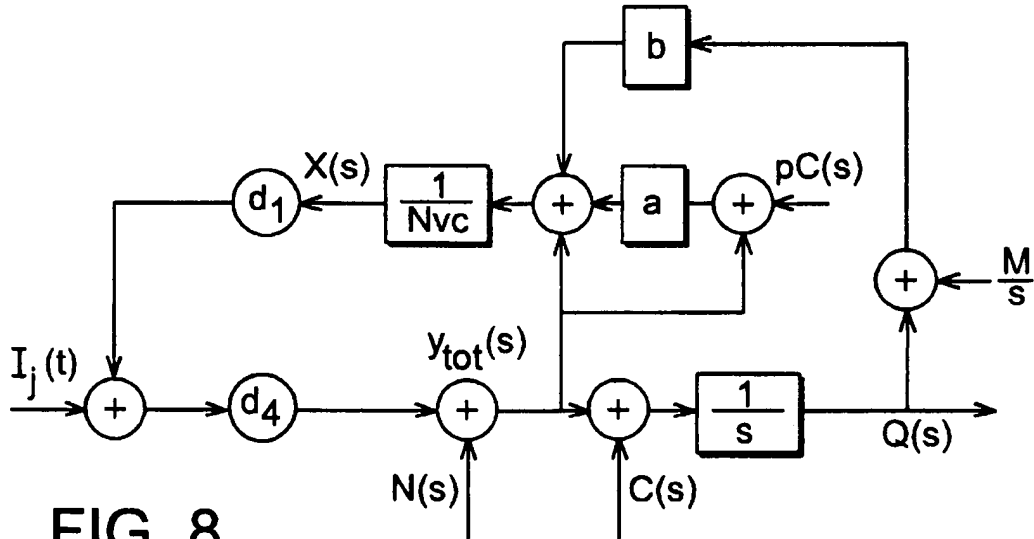 b
X(s)
pC(s)
d1
1
Nvc
+
a
+
+
M
s
Ij(t)
ytot(s)
+
d4
+
+
1
s
Q(s)
N(s)
C(s)
FIG. 8